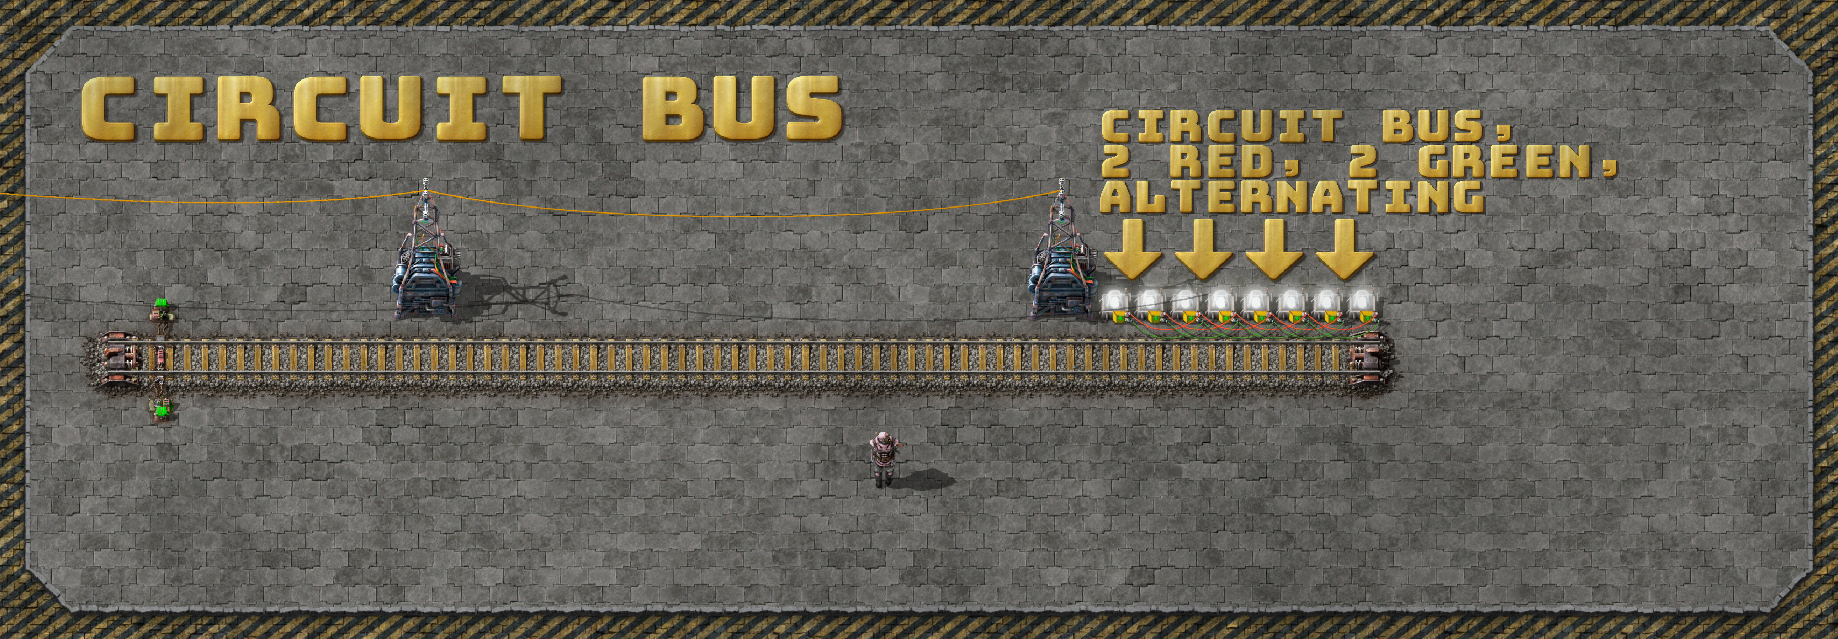 CIRCUIT BUS
CIRCUIT BUS,
2 RED, 2 GREEN,
ALTERNATING